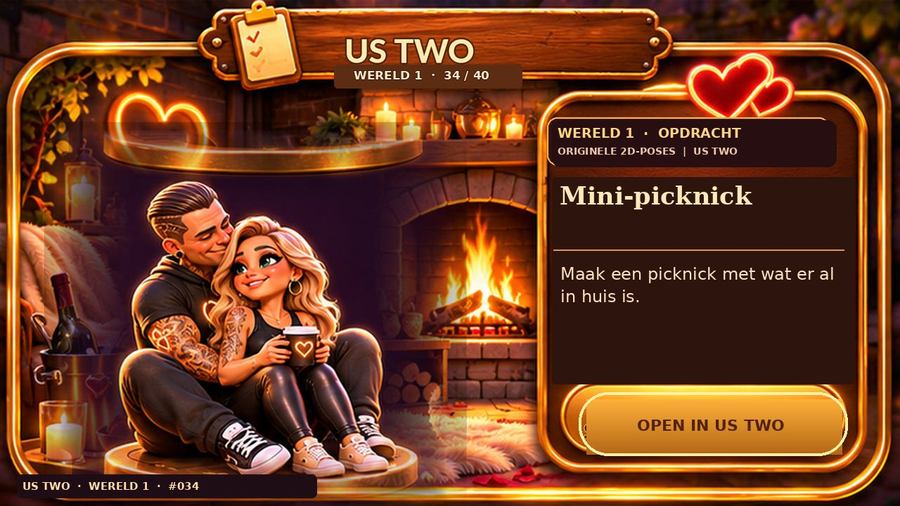 US TWO
WERELD 1 · 34 / 40
WERELD 1 · OPDRACHT
ORIGINELE 2D-POSES | US TWO
Mini-picknick
Maak een picknick met wat er al
in huis is.
OPEN IN US TWO
US TWO · WERELD 1 · #034